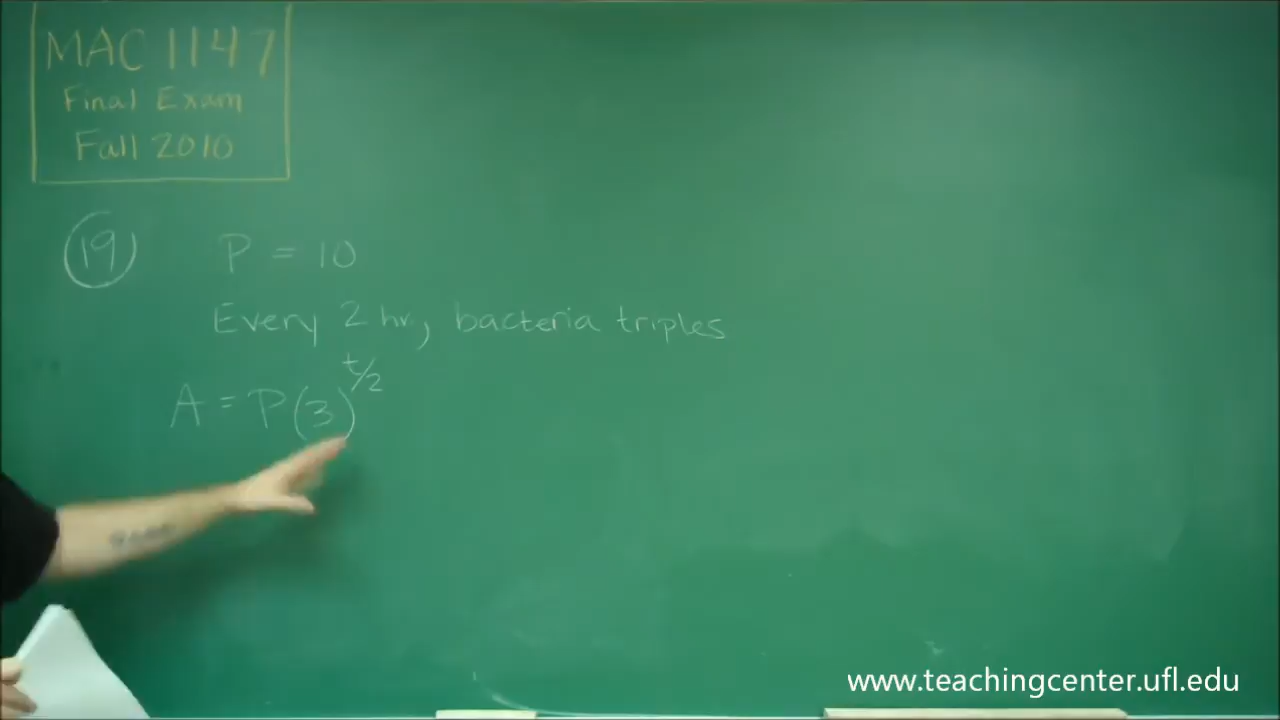 MAC 1147
Final Exam
Fall 2010
19 P = 10
Every 2 hr, bacteria triples
A = P(3)^t/2
www.teachingcenter.ufl.edu